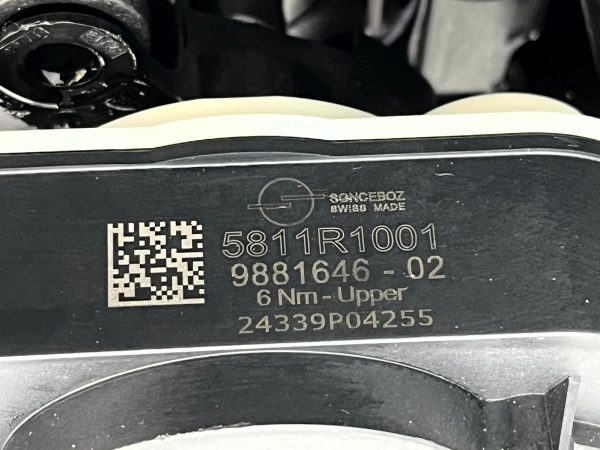 SONCEBOZ
SWISS MADE
5811R1001
9881646 - 02
6 Nm - Upper
24339P04255